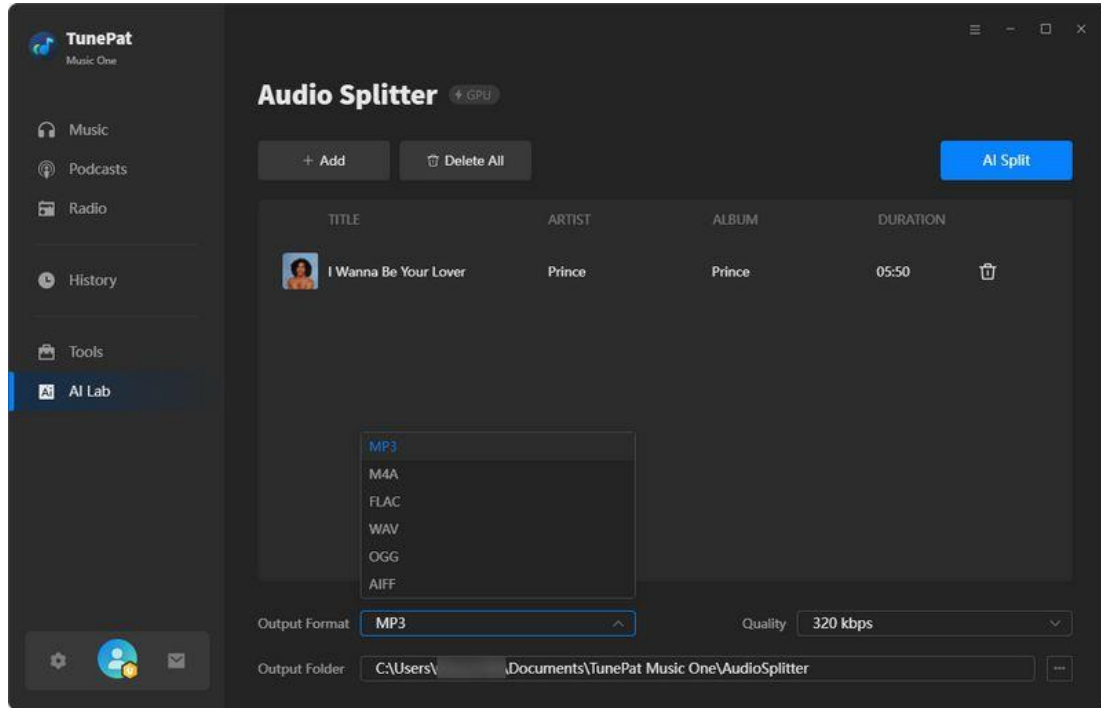 TunePat
Music One
Music
Podcasts
Radio
History
Tools
Ai AI Lab
Audio Splitter GPU
+ Add Delete All AI Split
TITLE ARTIST ALBUM DURATION
I Wanna Be Your Lover Prince Prince 05:50
MP3
M4A
FLAC
WAV
OGG
AIFF
Output Format MP3 Quality 320 kbps
Output Folder C:\Users\ \Documents\TunePat Music One\AudioSplitter ...